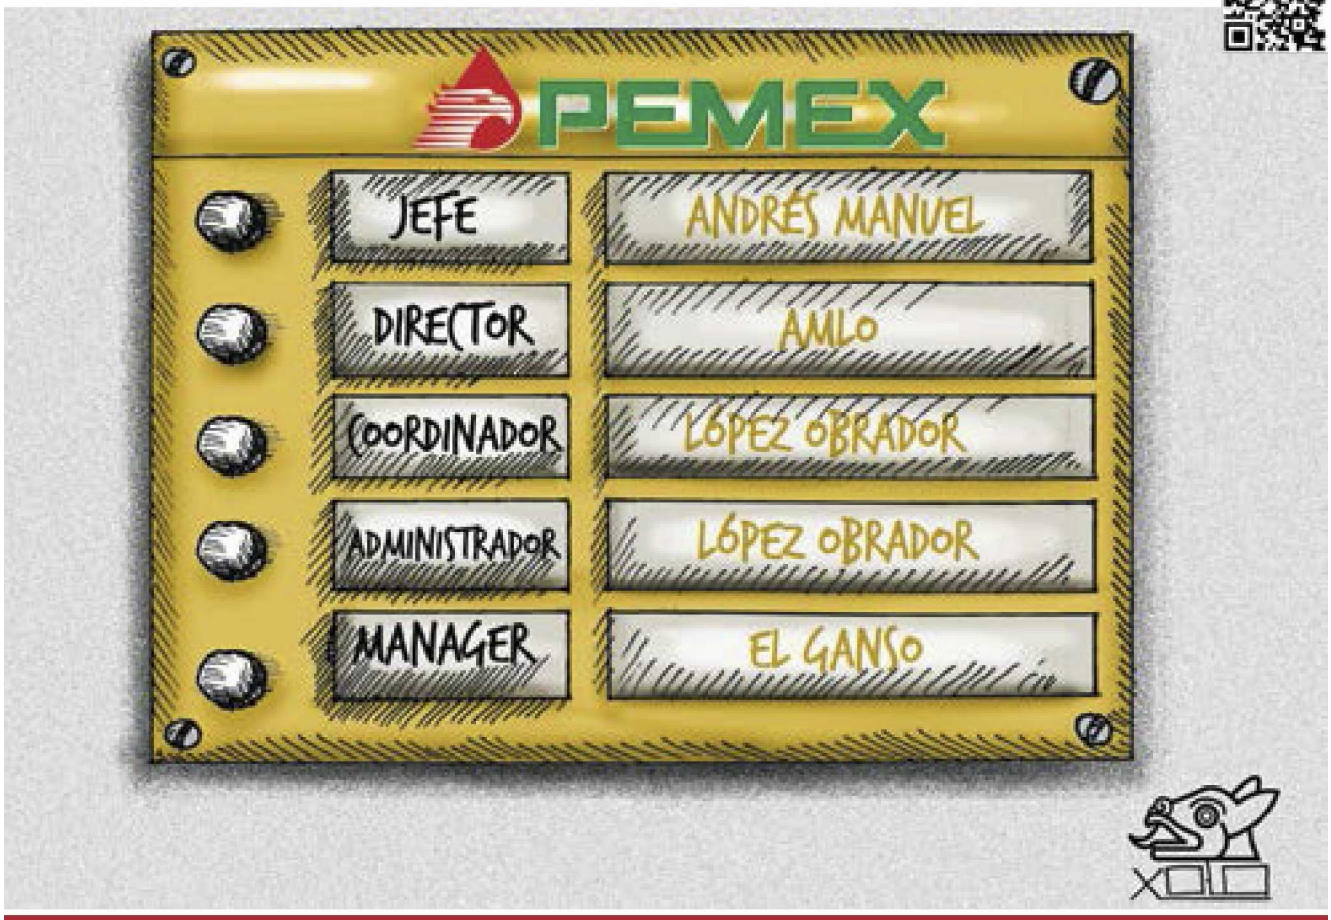 PEMEX
JEFE ANDRÉS MANUEL
DIRECTOR AMLO
COORDINADOR LÓPEZ OBRADOR
ADMINISTRADOR LÓPEZ OBRADOR
MANAGER EL GANSO
XOLO